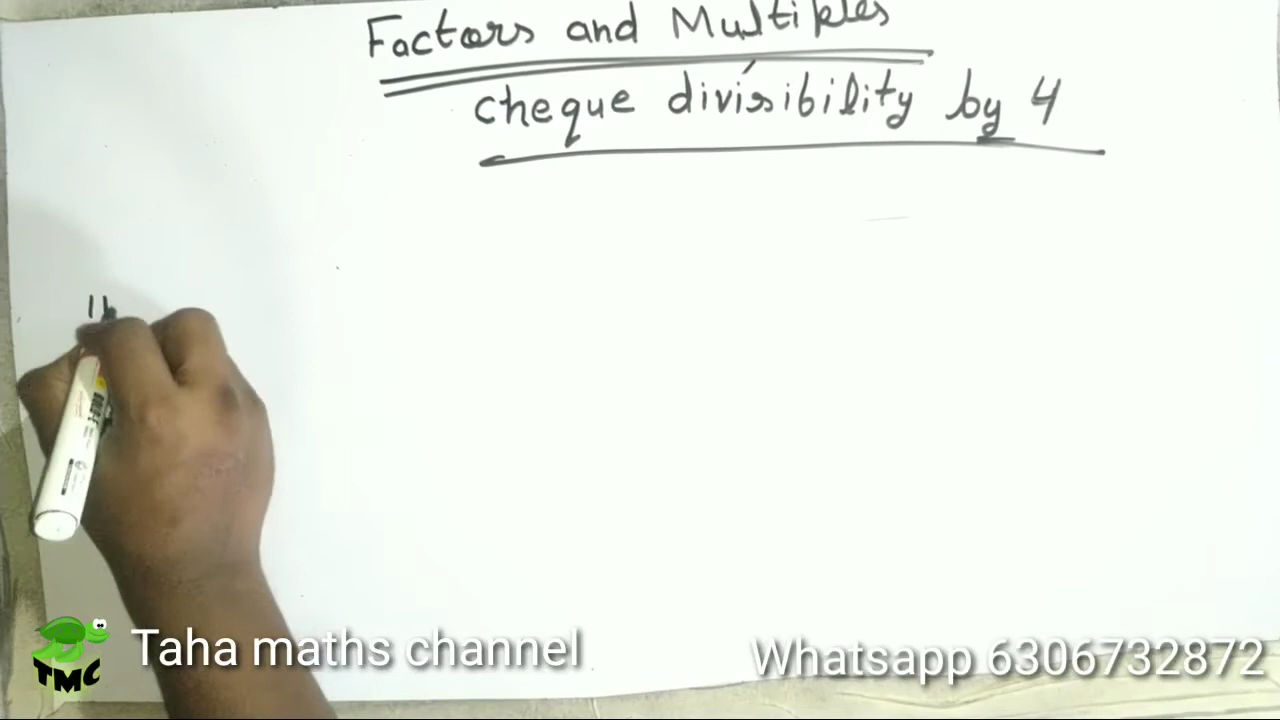 Factors and Multiples
cheque divisibility by 4
Taha maths channel
Whatsapp 6306732872
TMC